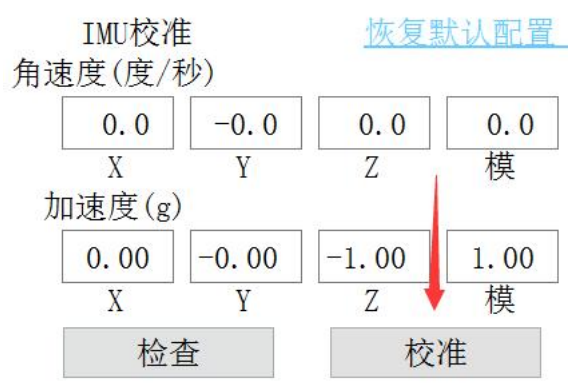 IMU校准 恢复默认配置
角速度(度/秒)
0.0 -0.0 0.0 0.0
X Y Z 模
加速度(g)
0.00 -0.00 -1.00 1.00
X Y Z 模
检查 校准